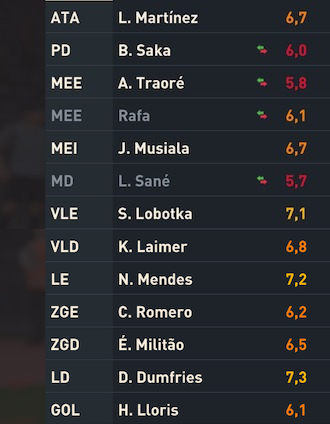 ATA L. Martínez 6,7
PD B. Saka 6,0
MEE A. Traoré 5,8
MEE Rafa 6,1
MEI J. Musiala 6,7
MD L. Sané 5,7
VLE S. Lobotka 7,1
VLD K. Laimer 6,8
LE N. Mendes 7,2
ZGE C. Romero 6,2
ZGD É. Militão 6,5
LD D. Dumfries 7,3
GOL H. Lloris 6,1